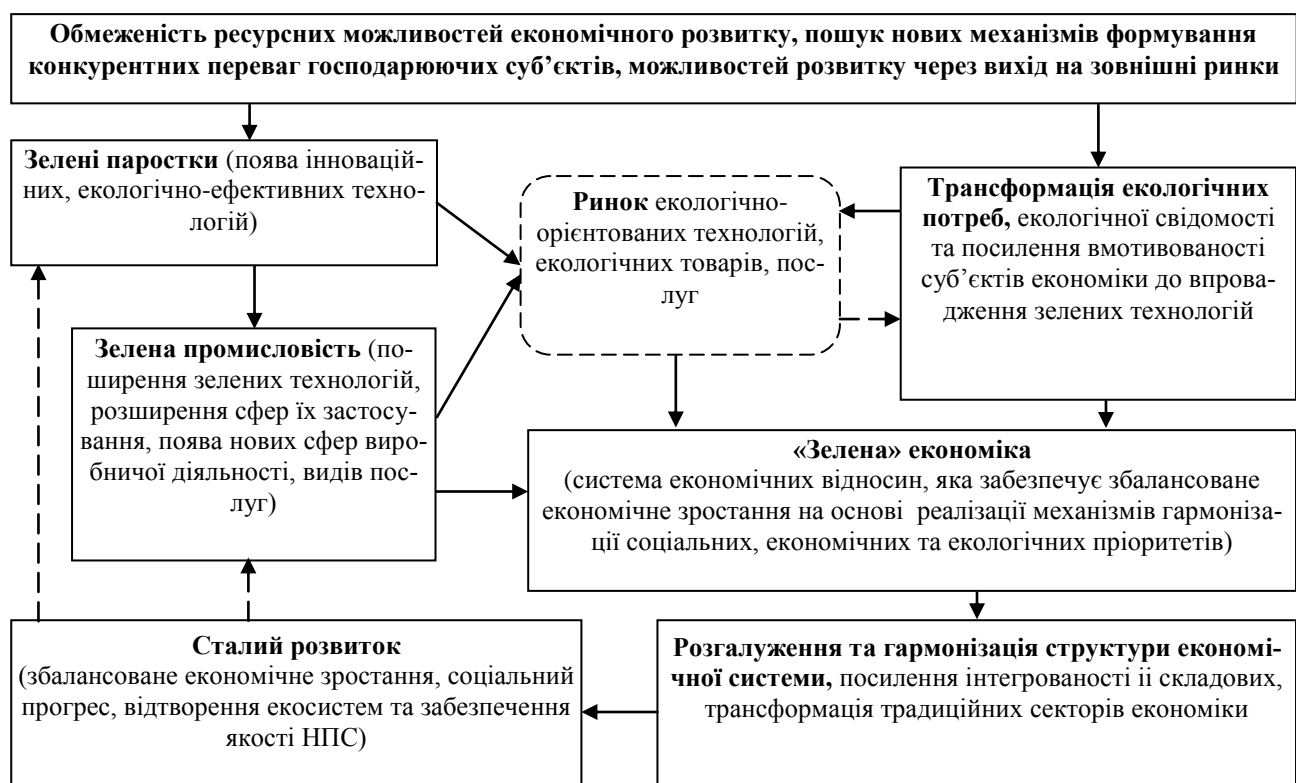 Обмеженість ресурсних можливостей економічного розвитку, пошук нових механізмів формування
конкурентних переваг господарюючих суб’єктів, можливостей розвитку через вихід на зовнішні ринки
Зелені паростки (поява інновацій-
них, екологічно-ефективних техно-
логій)
Ринок екологічно-
орієнтованих технологій,
екологічних товарів, пос-
луг
Трансформація екологічних
потреб, екологічної свідомості
та посилення вмотивованості
суб’єктів економіки до впрова-
дження зелених технологій
Зелена промисловість (по-
ширення зелених технологій,
розширення сфер їх застосу-
вання, поява нових сфер виро-
бничої діяльності, видів пос-
луг)
«Зелена» економіка
(система економічних відносин, яка забезпечує збалансоване
економічне зростання на основі реалізації механізмів гармоніза-
ції соціальних, економічних та екологічних пріоритетів)
Сталий розвиток
(збалансоване економічне зростання, соціальний
прогрес, відтворення екосистем та забезпечення
якості НПС)
Розгалуження та гармонізація структури економі-
чної системи, посилення інтегрованості іі складових,
трансформація традиційних секторів економіки